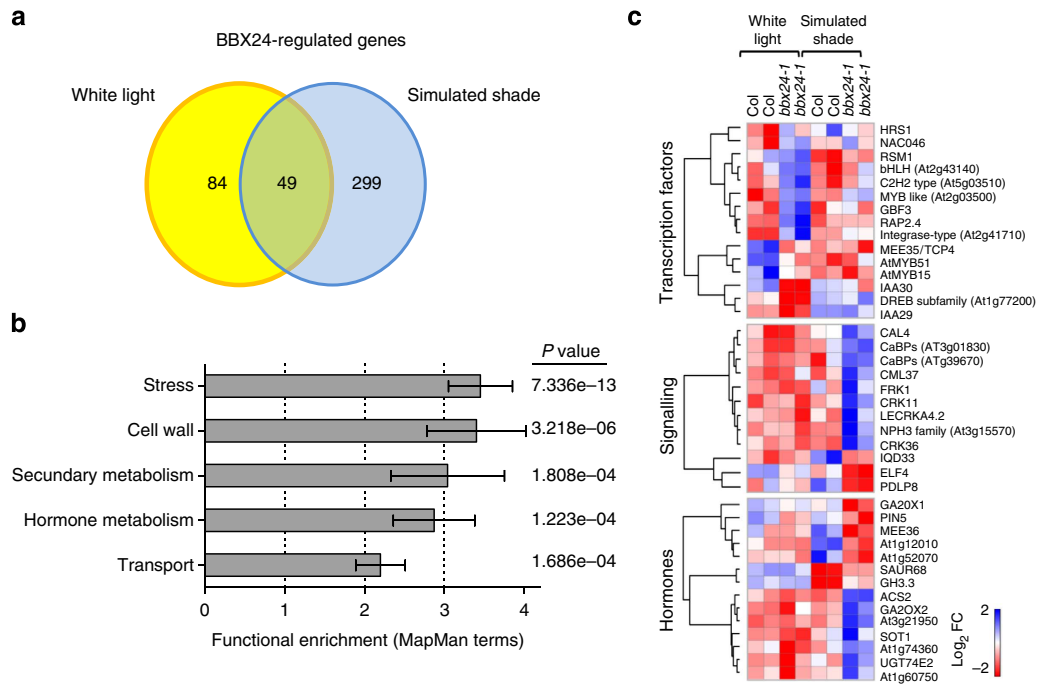 a
BBX24-regulated genes
White light
Simulated shade
84
49
299
b
P value
Stress
7.336e–13
Cell wall
3.218e–06
Secundary metabolism
1.808e–04
Hormone metabolism
1.223e–04
Transport
1.686e–04
0 1 2 3 4
Functional enrichment (MapMan terms)
c
White light
Simulated shade
Col Col bbx24-1 bbx24-1 Col Col bbx24-1 bbx24-1
Transcription factors
HRS1
NAC046
RSM1
bHLH (At2g43140)
C2H2 type (At5g03510)
MYB like (At2g03500)
GBF3
RAP2.4
Integrase-type (At2g41710)
MEE35/TCP4
AtMYB51
AtMYB15
IAA30
DREB subfamily (At1g77200)
IAA29
Signalling
CAL4
CaBPs (AT3g01830)
CaBPs (ATg39670)
CML37
FRK1
CRK11
LECRKA4.2
NPH3 family (At3g15570)
CRK36
IQD33
ELF4
PDLP8
Hormones
GA20X1
PIN5
MEE36
At1g12010
At1g52070
SAUR68
GH3.3
ACS2
GA2OX2
At3g21950
SOT1
At1g74360
UGT74E2
At1g60750
Log2 FC
2
–2